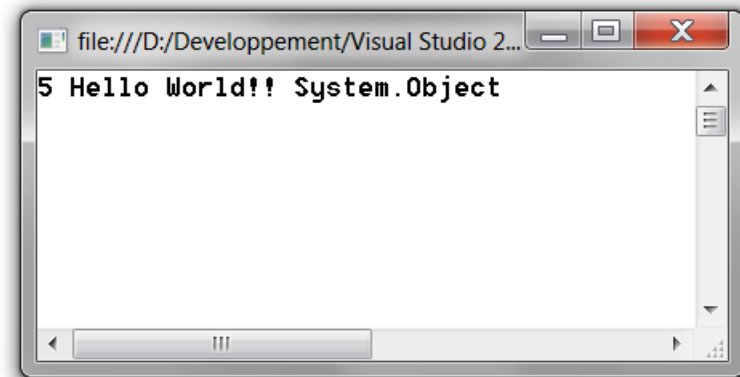 file:///D:/Developpement/Visual Studio 2...
5 Hello World!! System.Object